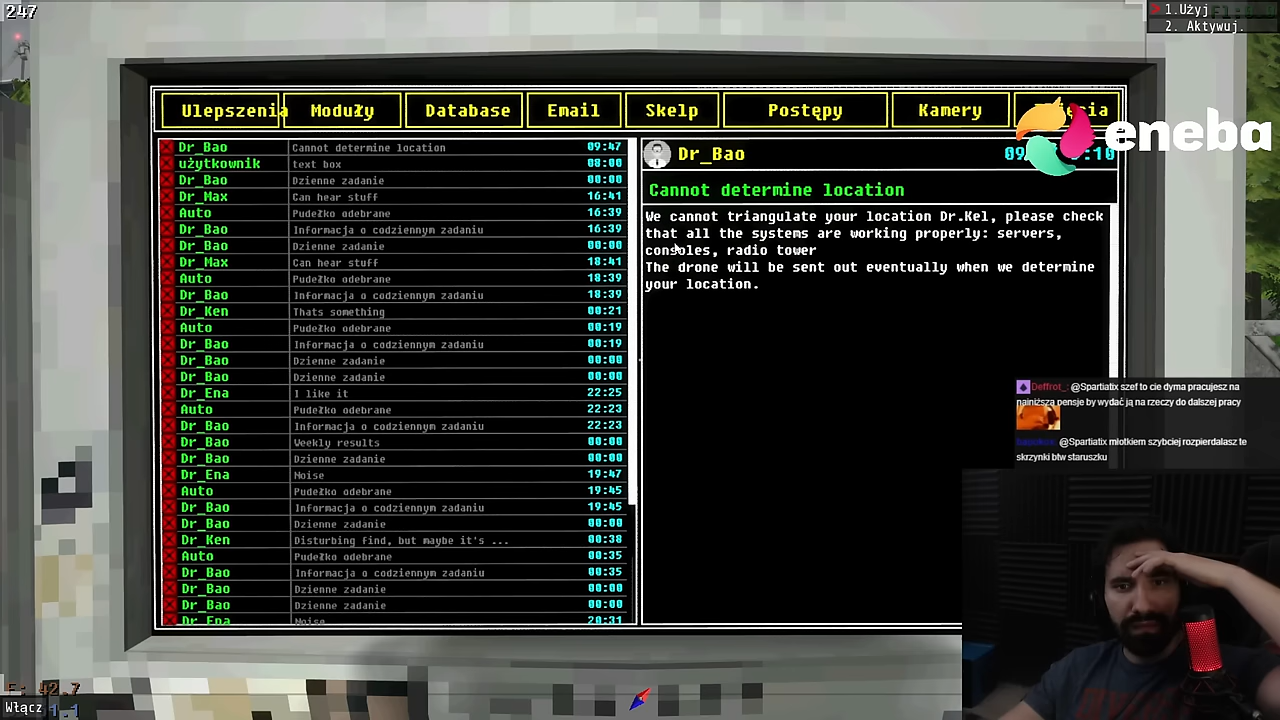 247
1.Użyj
2. Aktywuj.
Ulepszenia Moduły Database Email Skelp Postępy Kamery
eneba
Dr_Bao Cannot determine location 09:47
użytkownik text box 08:00
Dr_Bao Dzienne zadanie 00:00
Dr_Max Can hear stuff 16:41
Auto Pudełko odebrane 16:39
Dr_Bao Informacja o codziennym zadaniu 16:39
Dr_Bao Dzienne zadanie 00:00
Dr_Max Can hear stuff 18:41
Auto Pudełko odebrane 18:39
Dr_Bao Informacja o codziennym zadaniu 18:39
Dr_Ken Thats something 00:21
Auto Pudełko odebrane 00:19
Dr_Bao Informacja o codziennym zadaniu 00:19
Dr_Bao Dzienne zadanie 00:00
Dr_Bao Dzienne zadanie 00:00
Dr_Ena I like it 22:25
Auto Pudełko odebrane 22:23
Dr_Bao Informacja o codziennym zadaniu 22:23
Dr_Bao Weekly results 00:00
Dr_Bao Dzienne zadanie 00:00
Dr_Ena Noise 19:47
Auto Pudełko odebrane 19:45
Dr_Bao Informacja o codziennym zadaniu 19:45
Dr_Bao Dzienne zadanie 00:00
Dr_Ken Disturbing find, but maybe it's ... 00:38
Auto Pudełko odebrane 00:35
Dr_Bao Informacja o codziennym zadaniu 00:35
Dr_Bao Dzienne zadanie 00:00
Dr_Bao Dzienne zadanie 00:00
Dr_Ena Noise 20:31
Dr_Bao
Cannot determine location
We cannot triangulate your location Dr.Kel, please check
that all the systems are working properly: servers,
consoles, radio tower
The drone will be sent out eventually when we determine
your location.
Deffrot_: @Spartiatix szef to cie dyma pracujesz na
najniższą pensje by wydać ją na rzeczy do dalszej pracy
@Spartiatix młotkiem szybciej rozpierdalasz te
skrzynki btw staruszku
Włącz